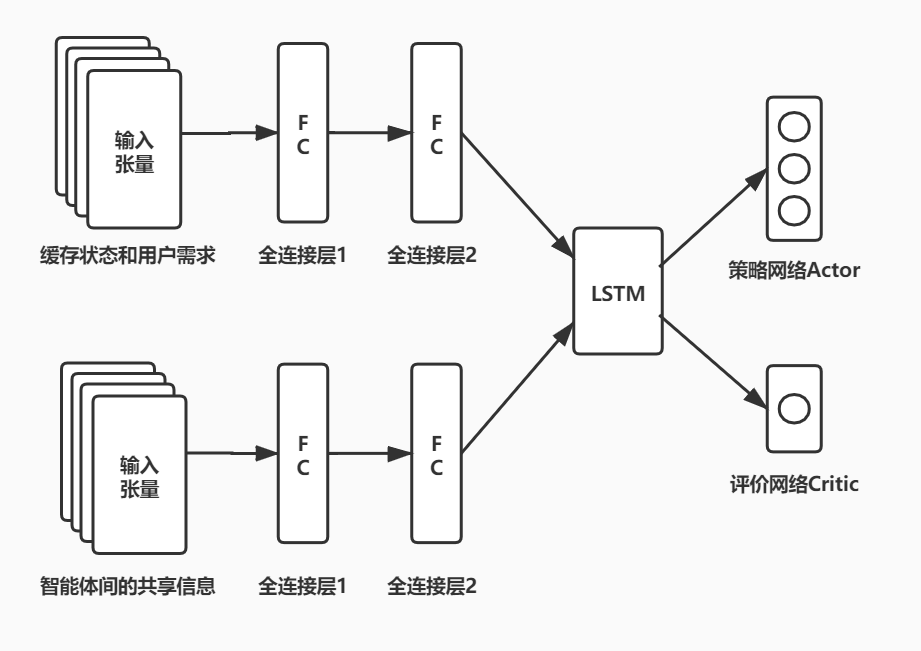 输入
张量
F
C
F
C
缓存状态和用户需求
全连接层1
全连接层2
LSTM
策略网络Actor
输入
张量
F
C
F
C
评价网络Critic
智能体间的共享信息
全连接层1
全连接层2